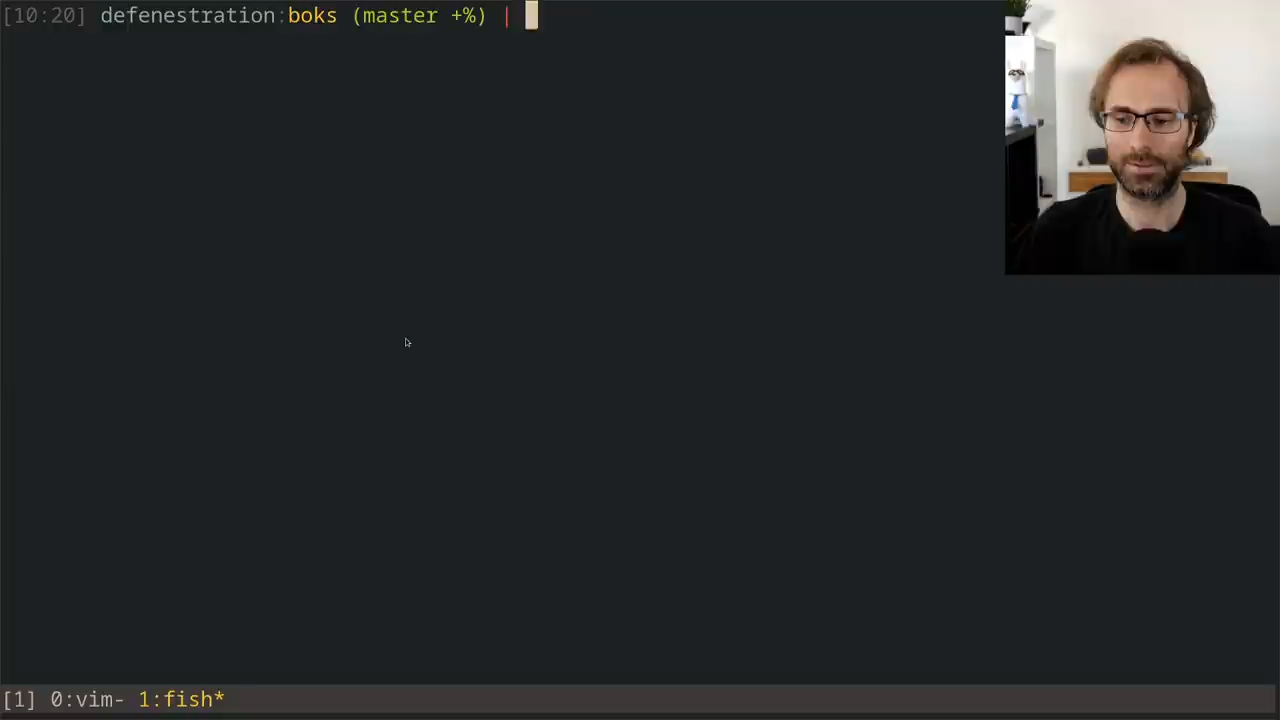 [10:20] defenestration:boks (master +%) |
[1] 0:vim- 1:fish*